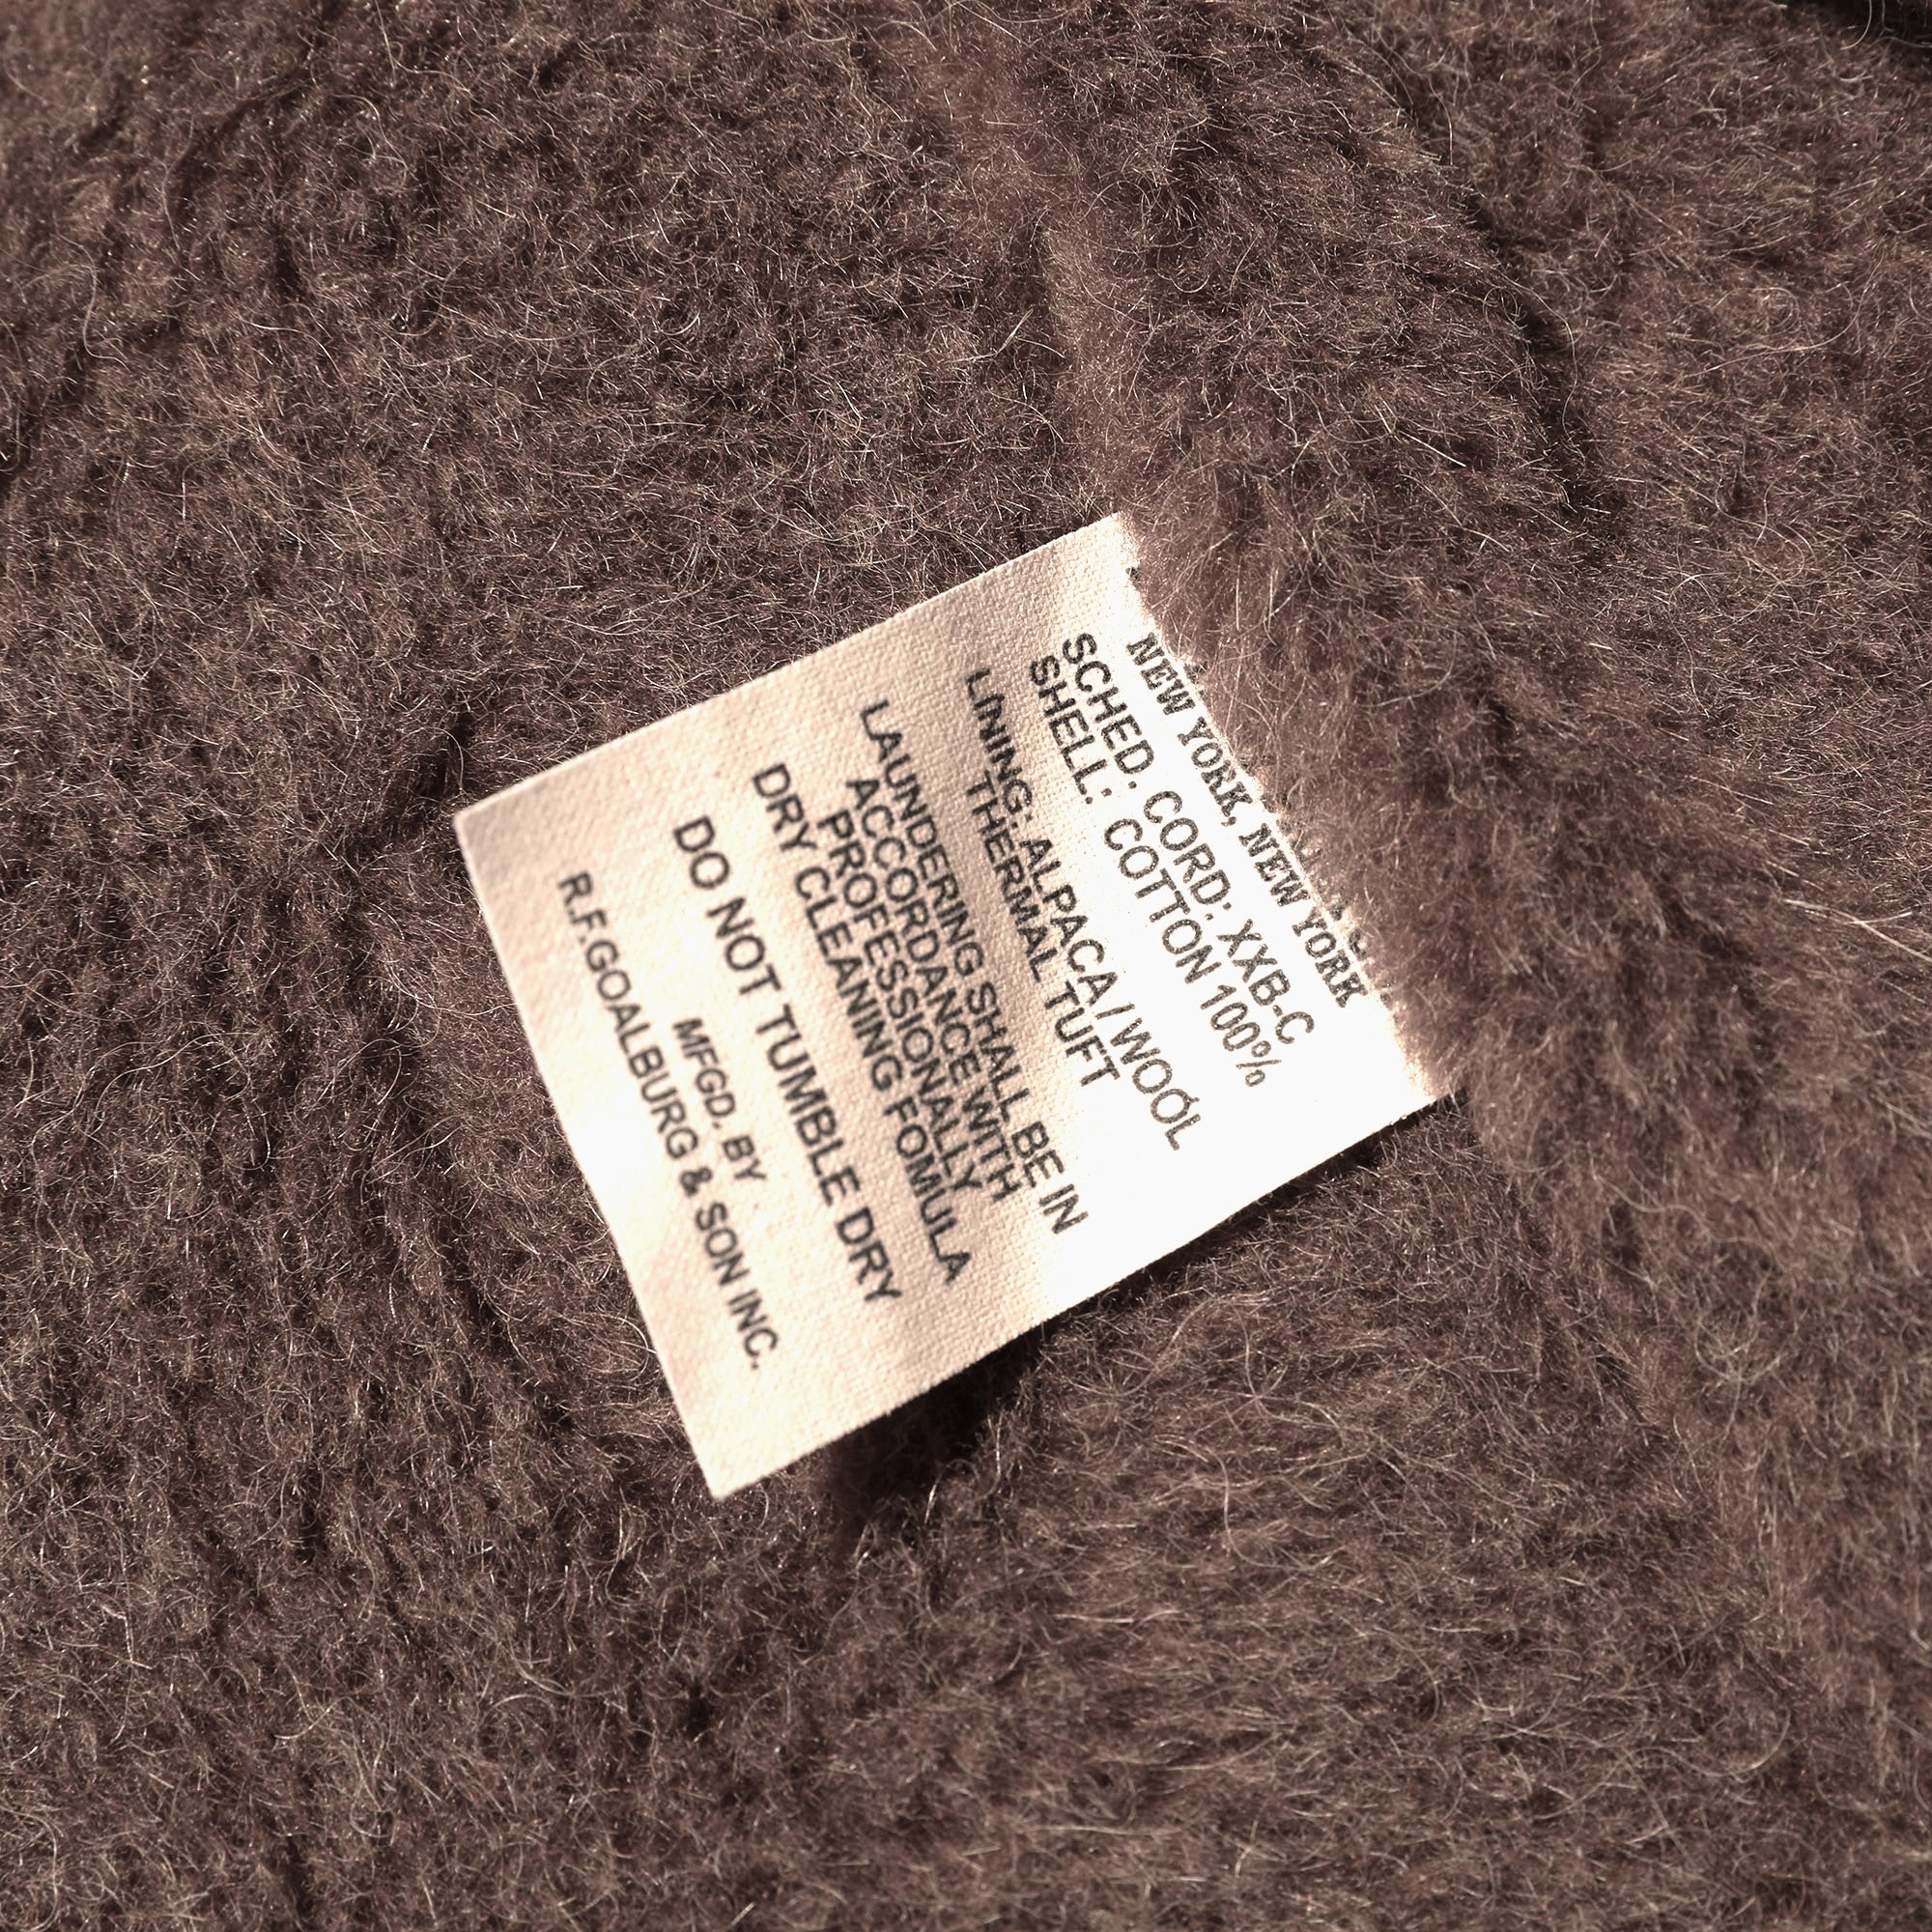 NEW YORK, NEW YORK
SCHED. CORD: XXB-C
SHELL: COTTON 100%
LINING: ALPACA / WOOL
THERMAL TUFT
LAUNDERING SHALL BE IN
ACCORDANCE WITH
PROFESSIONALLY
DRY CLEANING FOMULA
DO NOT TUMBLE DRY
MFGD. BY
R.F.GOALBURG & SON INC.